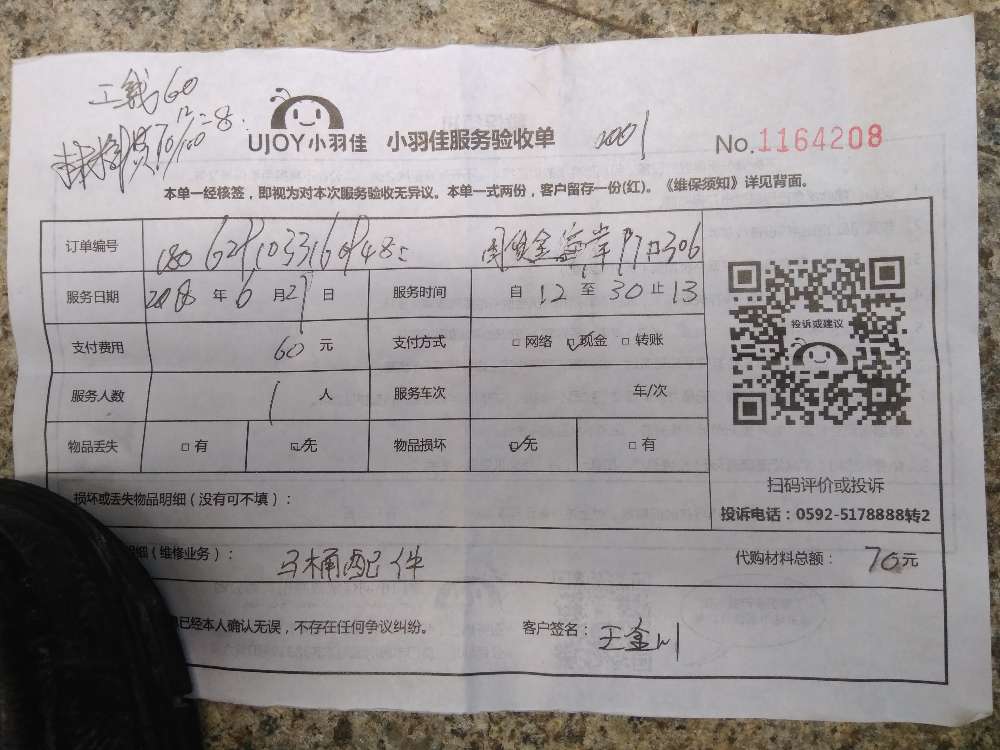 工钱60
12=8.
70/100
UJOY小羽佳 小羽佳服务验收单 No.1164208
本单一经核签，即视为对本次服务验收无异议。本单一式两份，客户留存一份(红)。《维保须知》详见背面。
订单编号
服务日期 2018 年 6 月 27 日 服务时间 自 12 至 30 止 13
支付费用 60 元 支付方式 □ 网络 ☑ 现金 □ 转账
服务人数 1 人 服务车次 车/次
物品丢失 □ 有 ☑ 无 物品损坏 ☑ 无 □ 有
投诉或建议
扫码评价或投诉
投诉电话：0592-5178888转2
损坏或丢失物品明细（没有可不填）：
明细（维修业务）： 马桶配件 代购材料总额： 70元
已经本人确认无误，不存在任何争议纠纷。 客户签名： 王金川